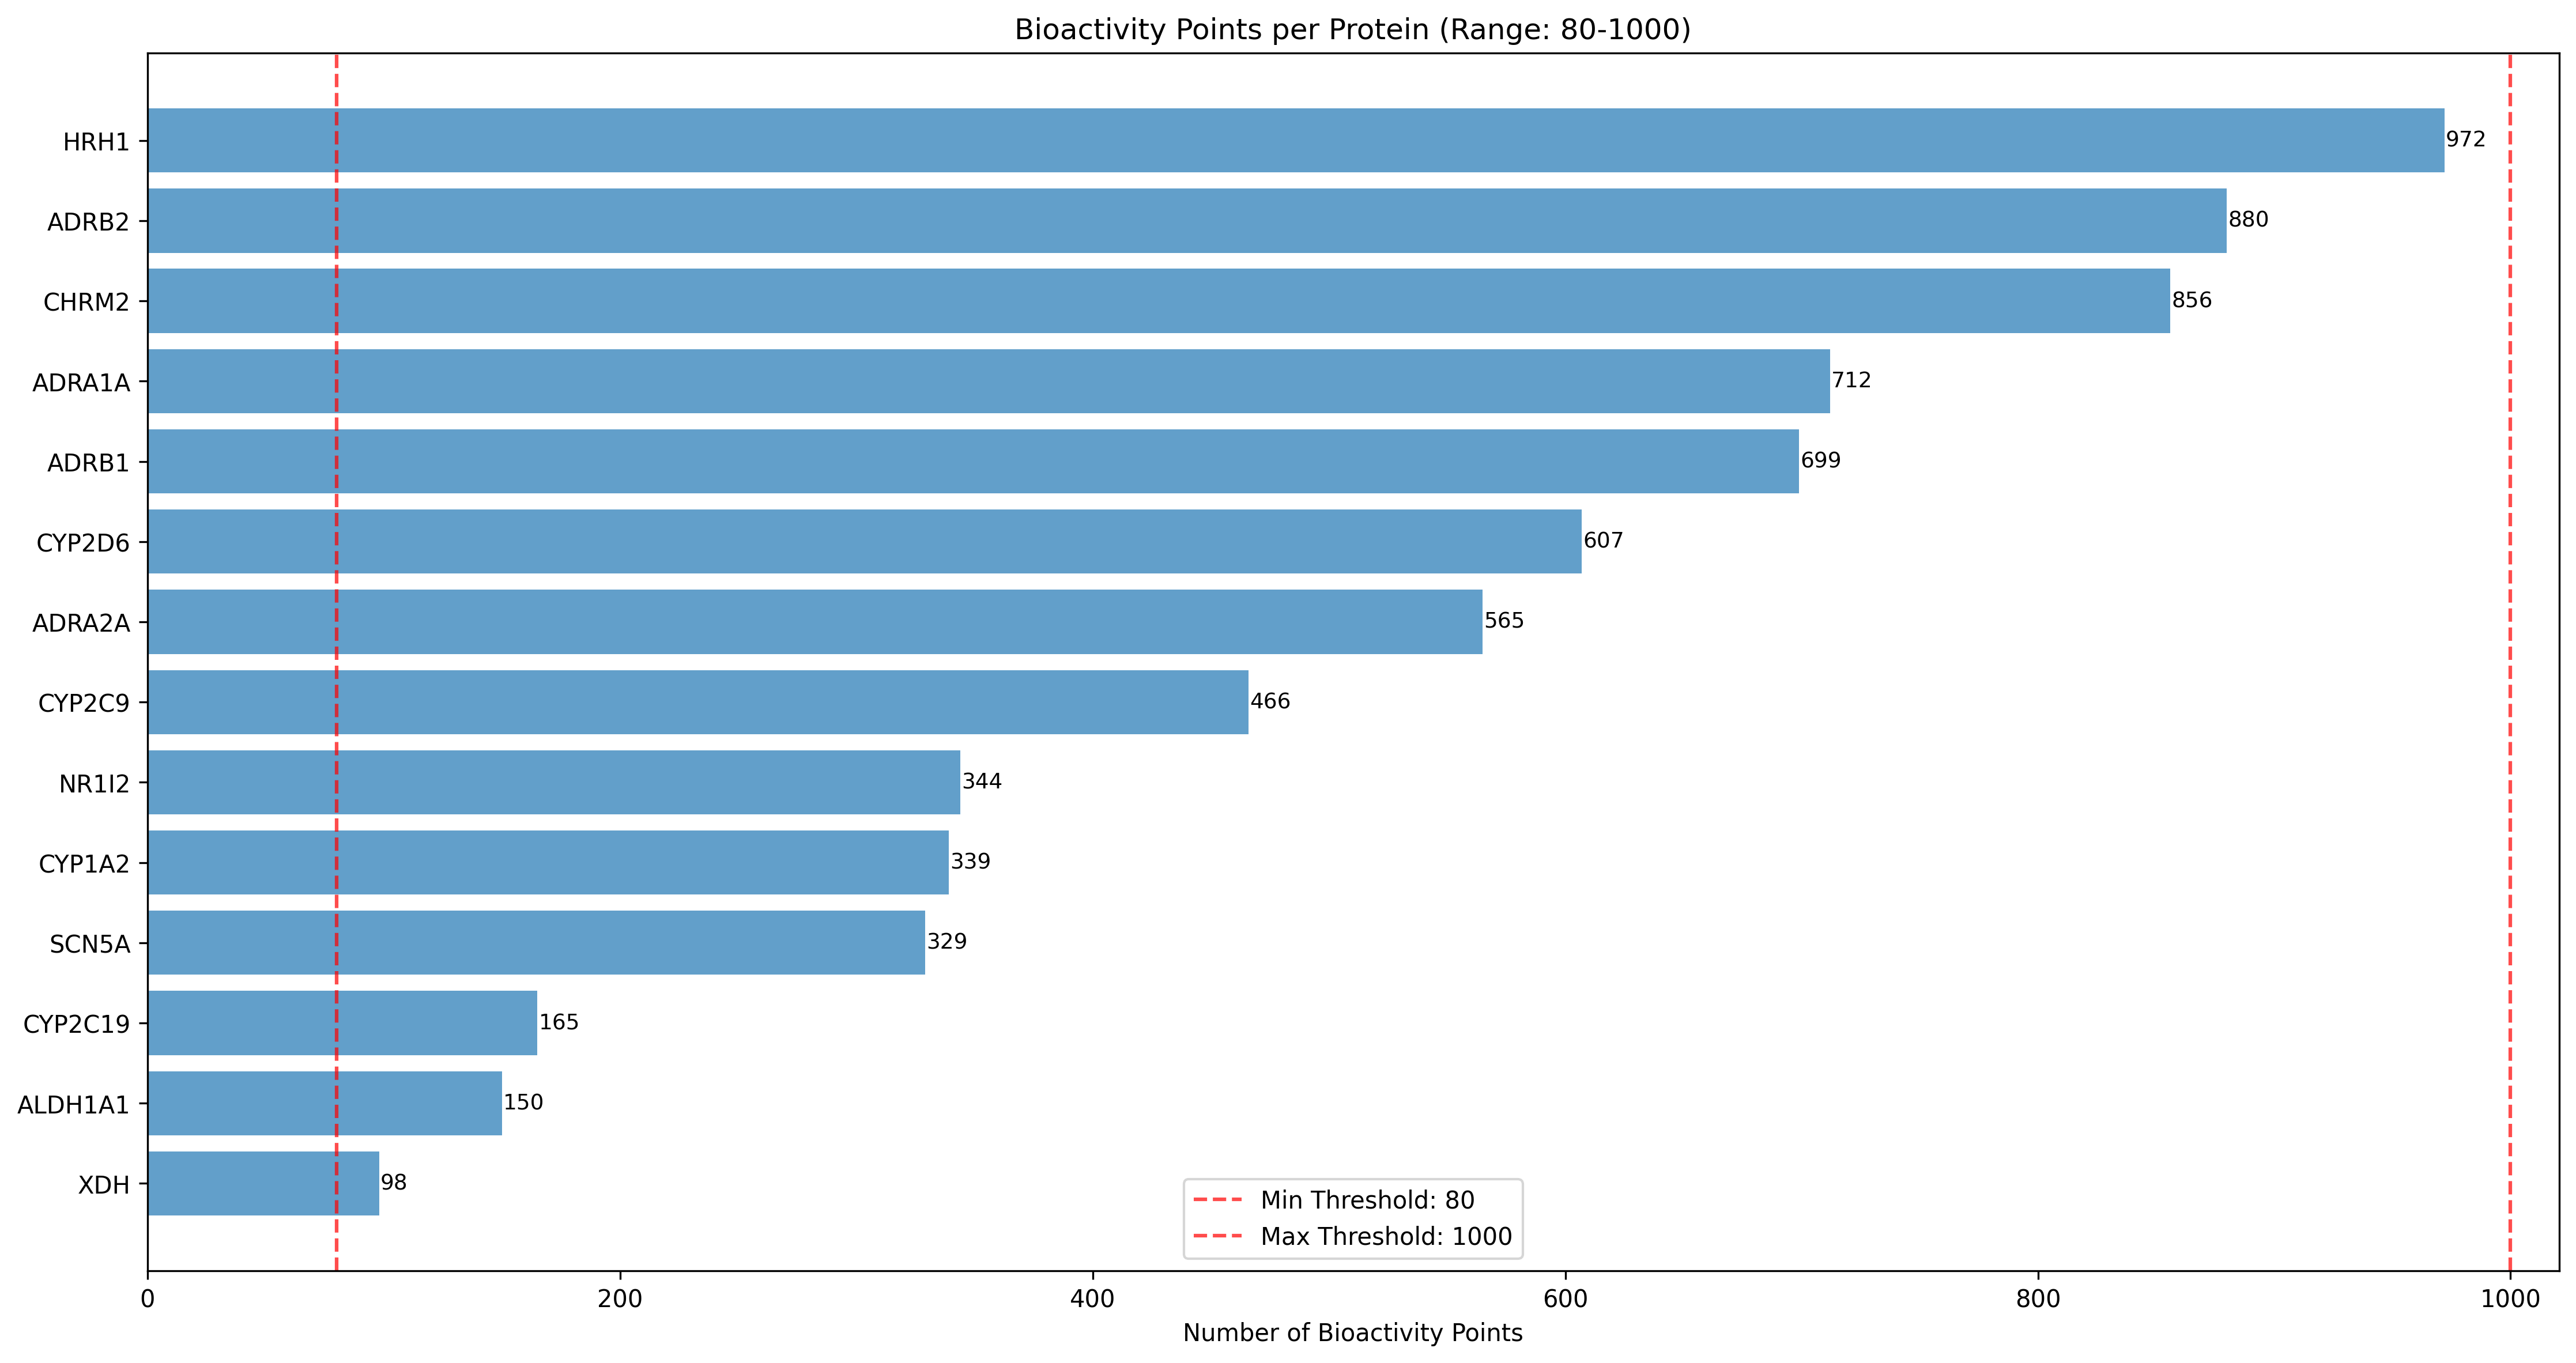 Bioactivity Points per Protein (Range: 80-1000)
HRH1 972
ADRB2 880
CHRM2 856
ADRA1A 712
ADRB1 699
CYP2D6 607
ADRA2A 565
CYP2C9 466
NR1I2 344
CYP1A2 339
SCN5A 329
CYP2C19 165
ALDH1A1 150
XDH 98
Min Threshold: 80
Max Threshold: 1000
0 200 400 600 800 1000
Number of Bioactivity Points